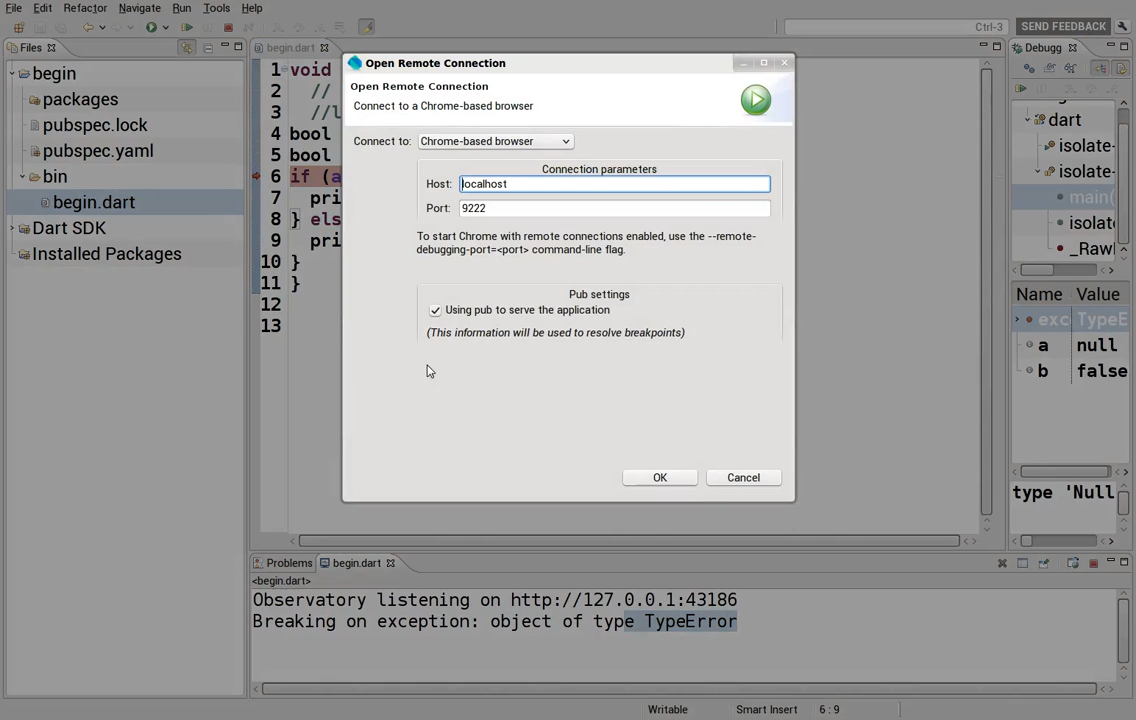 File Edit Refactor Navigate Run Tools Help
Ctrl-3 SEND FEEDBACK
Files
begin
packages
pubspec.lock
pubspec.yaml
bin
begin.dart
Dart SDK
Installed Packages
begin.dart
1 void
2 //
3 //l
4 bool
5 bool
6 if (a
7 pri
8 } els
9 pri
10 }
11 }
12
13
Open Remote Connection
Open Remote Connection
Connect to a Chrome-based browser
Connect to: Chrome-based browser
Connection parameters
Host: localhost
Port: 9222
To start Chrome with remote connections enabled, use the --remote-
debugging-port=<port> command-line flag.
Pub settings
Using pub to serve the application
(This information will be used to resolve breakpoints)
OK Cancel
Debugg
dart
isolate-
isolate-
main(
isolat
_Raw
Name Value
exc TypeE
a null
b false
type 'Null
Problems begin.dart
<begin.dart>
Observatory listening on http://127.0.0.1:43186
Breaking on exception: object of type TypeError
Writable Smart Insert 6 : 9